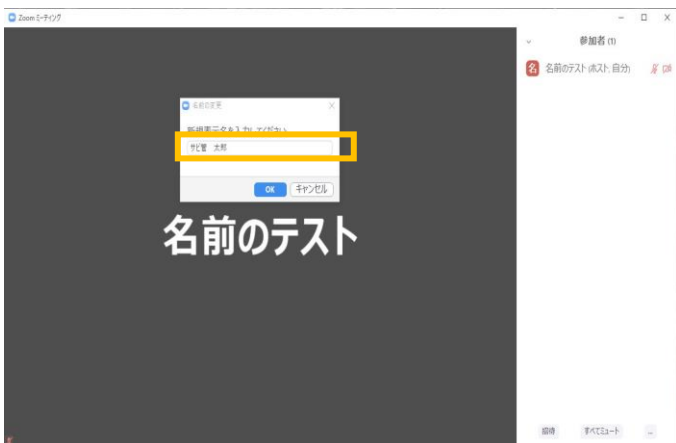 Zoom ミーティング
参加者 (1)
名 名前のテスト (ホスト, 自分)
名前の変更
新規表示名を入力してください
サビ管 太郎
OK キャンセル
名前のテスト
招待 すべてミュート ...